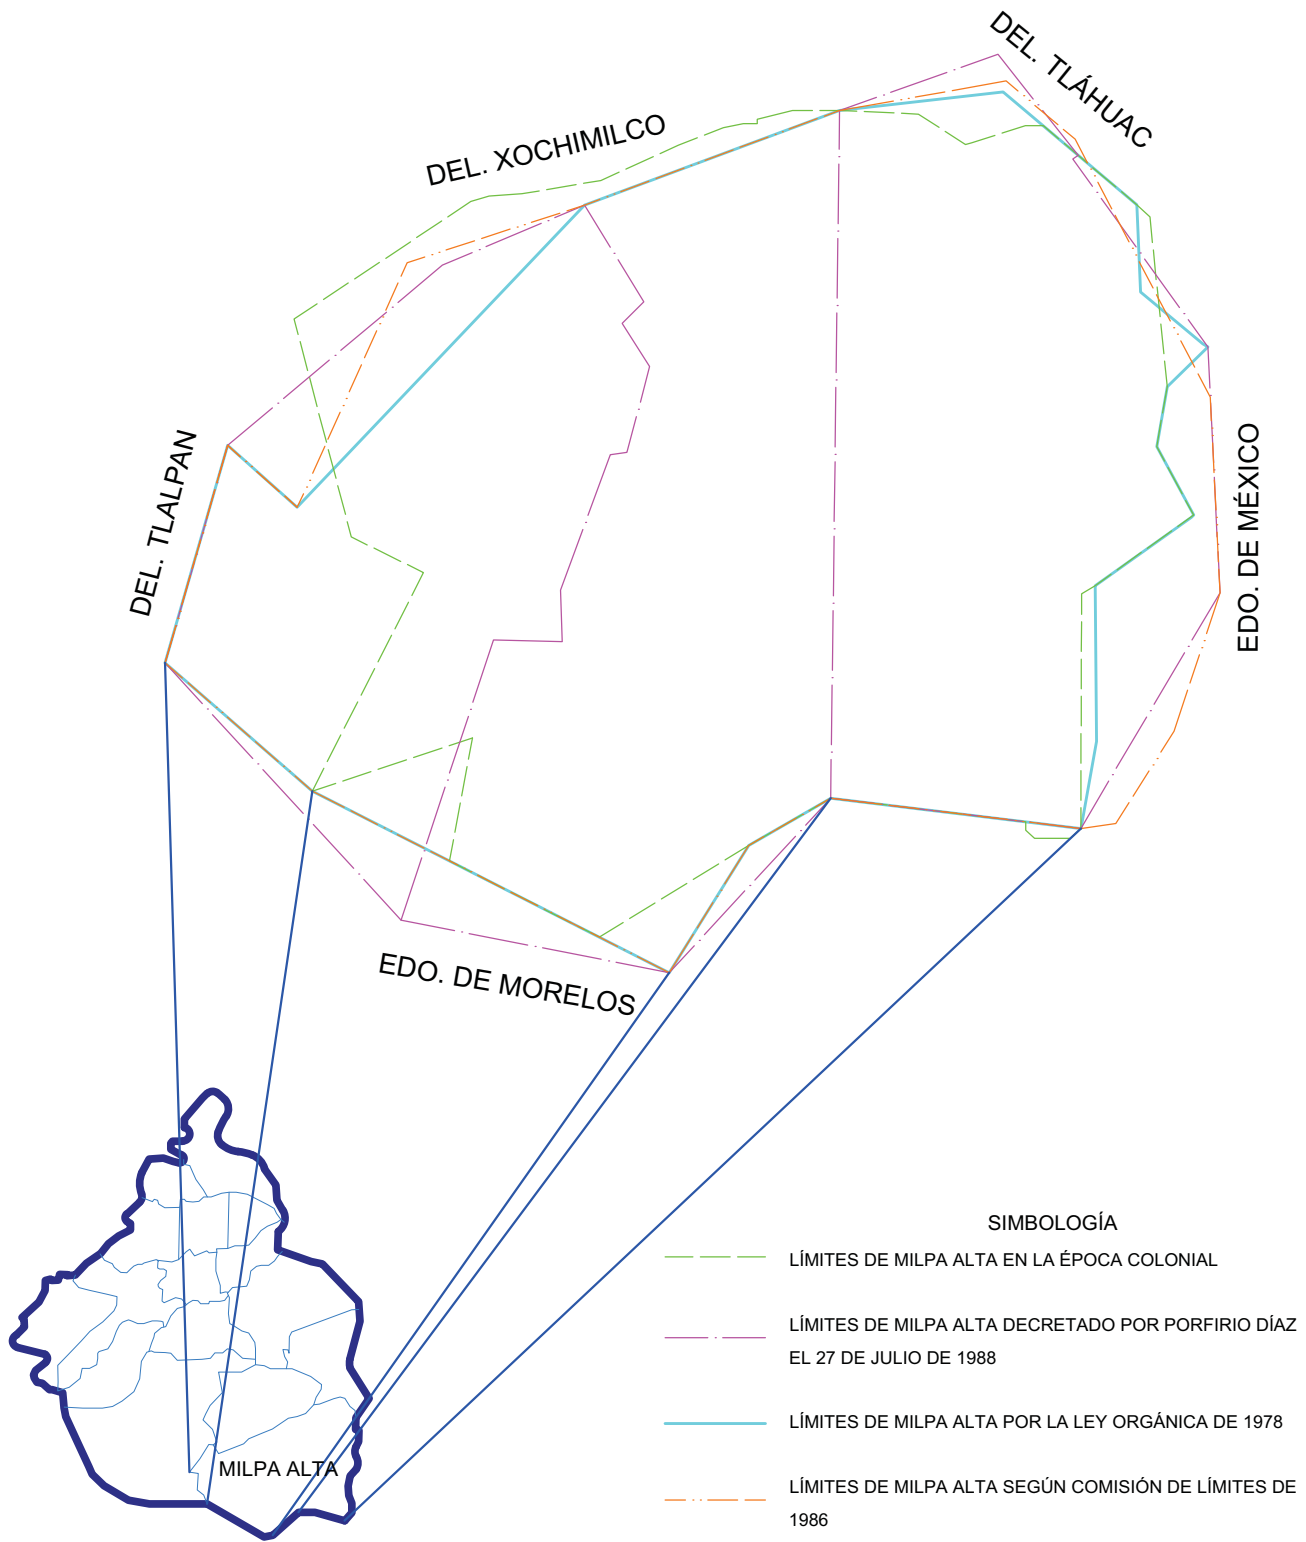 DEL. TLÁHUAC
DEL. XOCHIMILCO
DEL. TLALPAN
EDO. DE MÉXICO
EDO. DE MORELOS
MILPA ALTA
SIMBOLOGÍA
LÍMITES DE MILPA ALTA EN LA ÉPOCA COLONIAL
LÍMITES DE MILPA ALTA DECRETADO POR PORFIRIO DÍAZ
EL 27 DE JULIO DE 1988
LÍMITES DE MILPA ALTA POR LA LEY ORGÁNICA DE 1978
LÍMITES DE MILPA ALTA SEGÚN COMISIÓN DE LÍMITES DE
1986